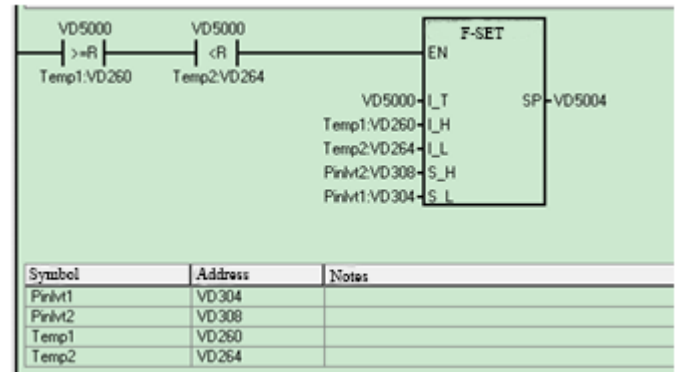 VD5000 VD5000 F-SET
>=R <R EN
Temp1:VD260 Temp2:VD264
VD5000 I_T SP VD5004
Temp1:VD260 I_H
Temp2:VD264 I_L
Pinlvt2:VD308 S_H
Pinlvt1:VD304 S_L
Symbol Address Notes
Pinlvt1 VD304
Pinlvt2 VD308
Temp1 VD260
Temp2 VD264